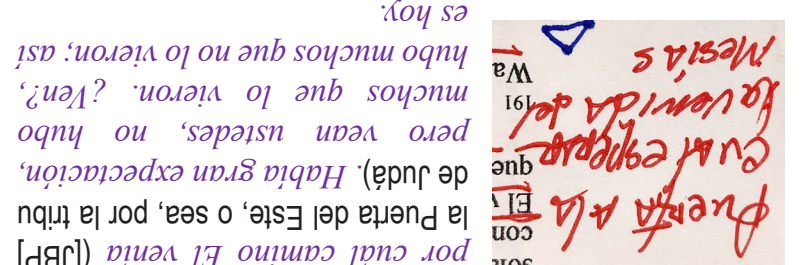 Puerta a la
cual esperar
la venida del
Mesías
con
El v
que
191
Wa
por cuál camino Él venía ([JBP]
la Puerta del Este, o sea, por la tribu
de Judá). Había gran expectación,
pero vean ustedes, no hubo
muchos que lo vieron. ¿Ven?,
hubo muchos que no lo vieron; así
es hoy.